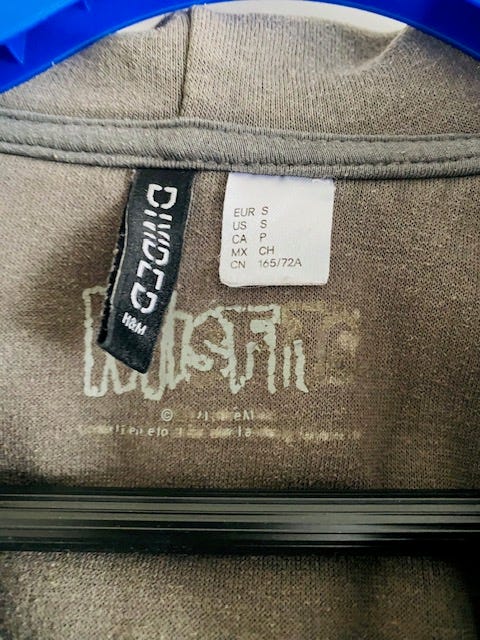 DIVIDED
H&M
EUR S
US S
CA P
MX CH
CN 165/72A
MISFITS
©